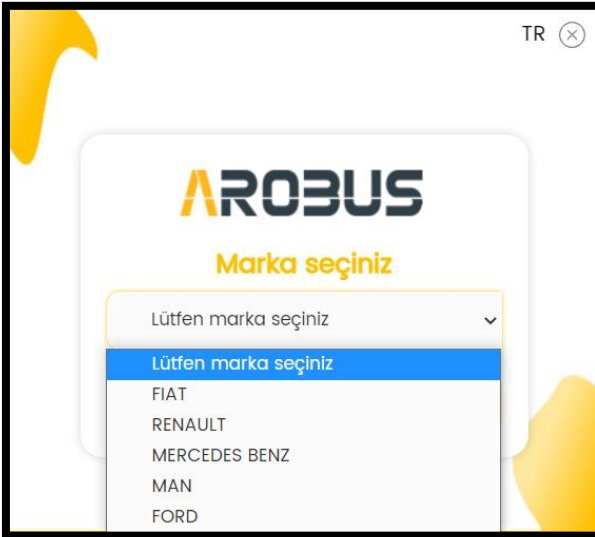 TR
AROBUS
Marka seçiniz
Lütfen marka seçiniz
Lütfen marka seçiniz
FIAT
RENAULT
MERCEDES BENZ
MAN
FORD